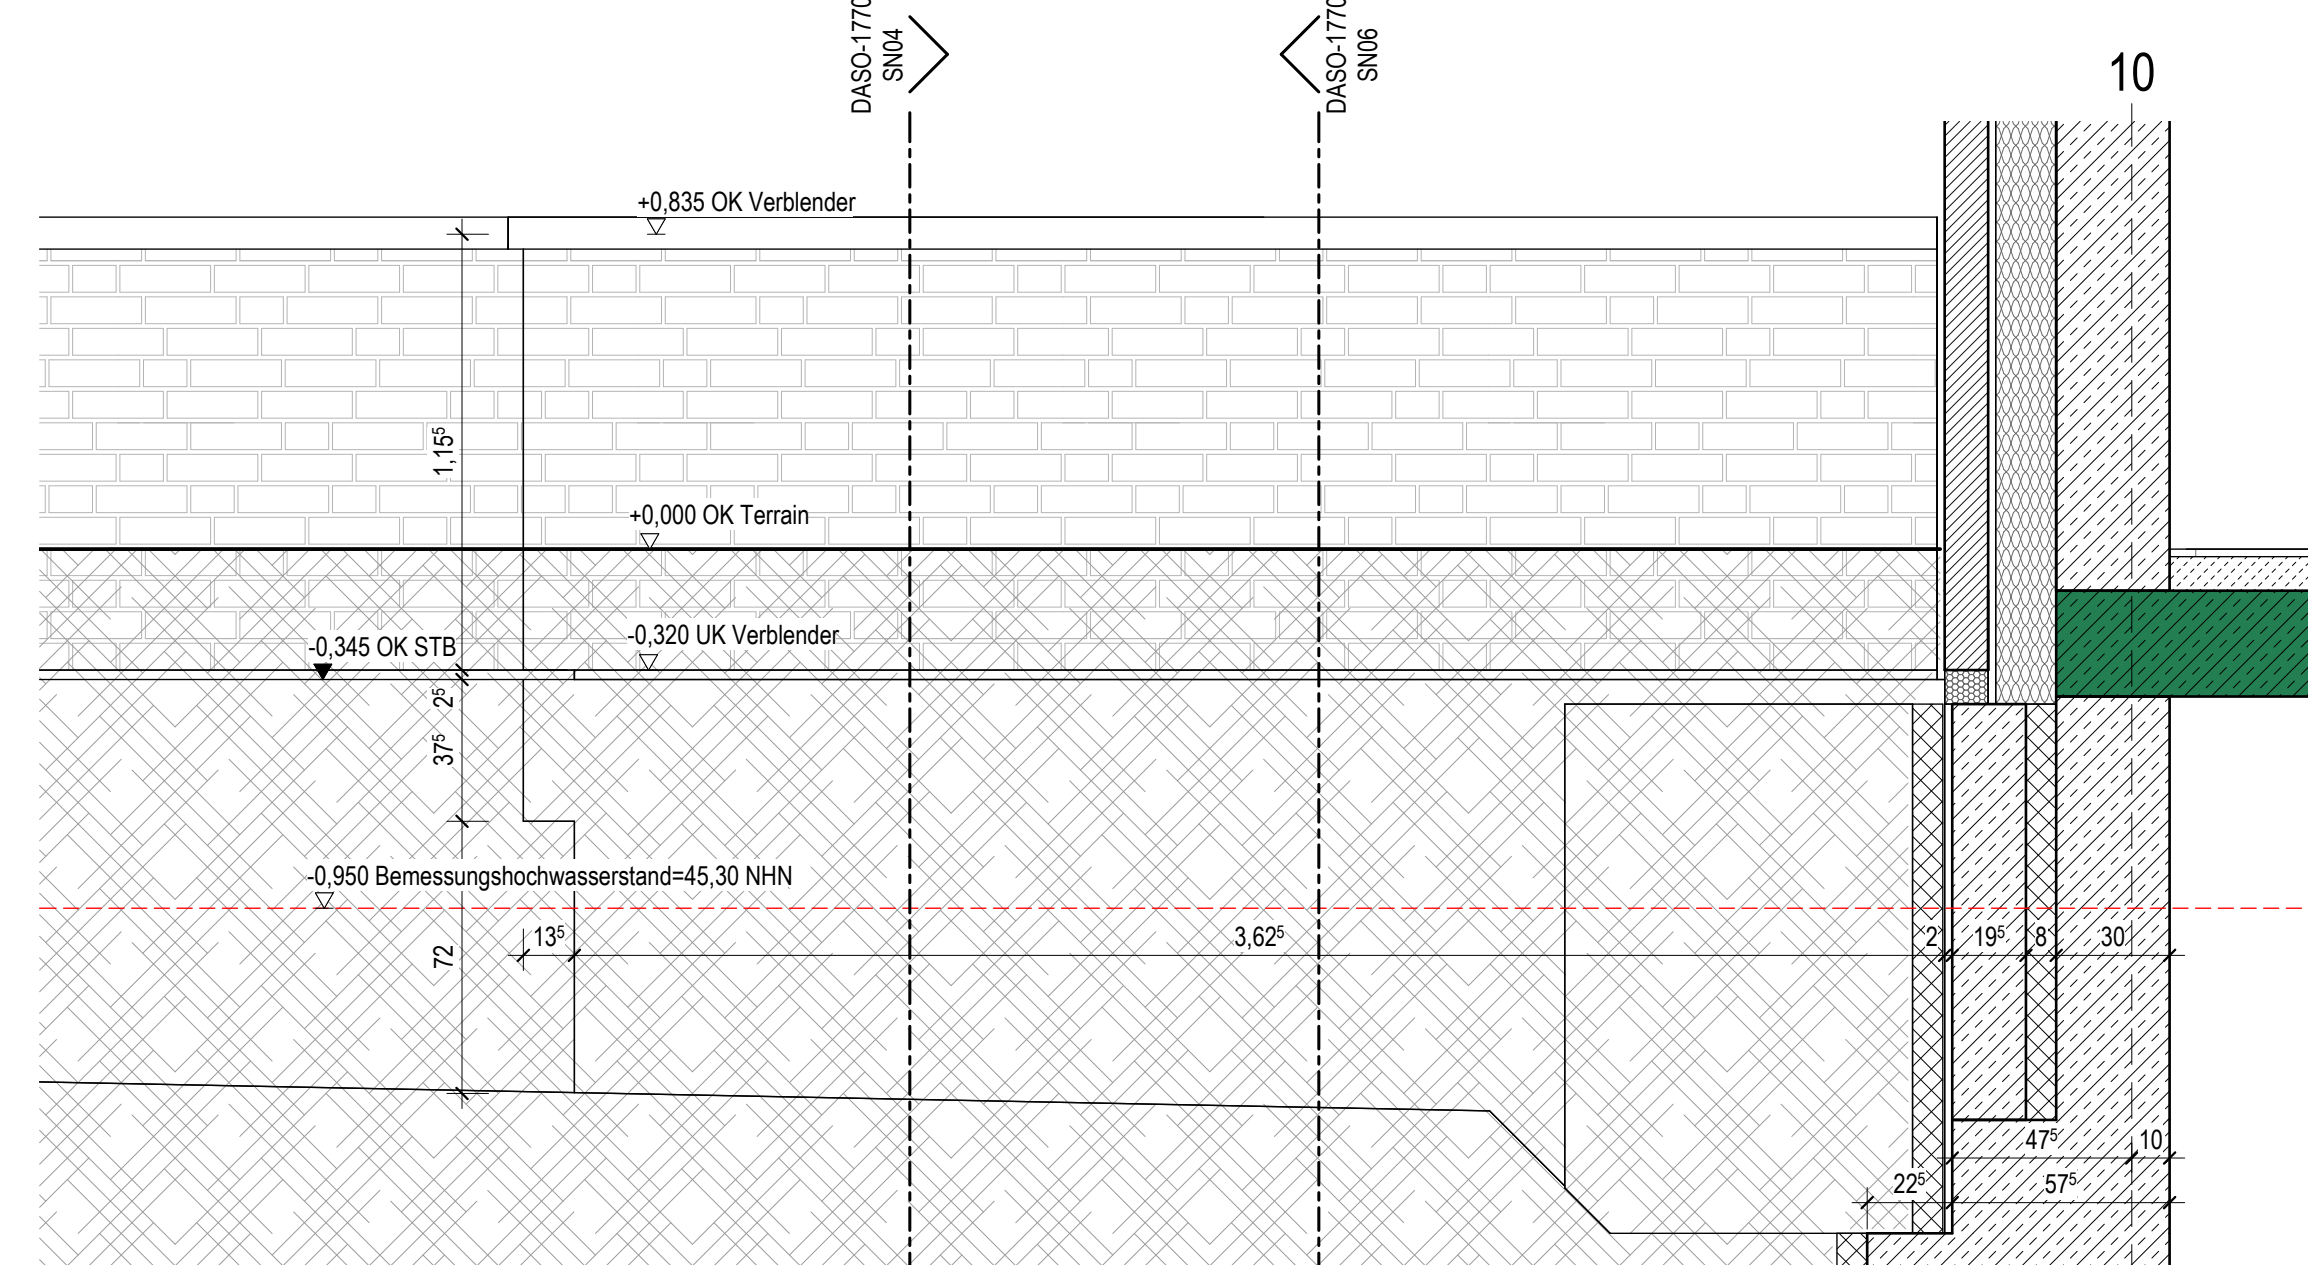 DASO-1770
SN04
DASO-1770
SN06
10
+0,835 OK Verblender
1,15⁵
+0,000 OK Terrain
-0,345 OK STB
-0,320 UK Verblender
2⁵
37⁵
-0,950 Bemessungshochwasserstand=45,30 NHN
72
13⁵
3,62⁵
2
19⁵
8
30
47⁵
10
22⁵
57⁵